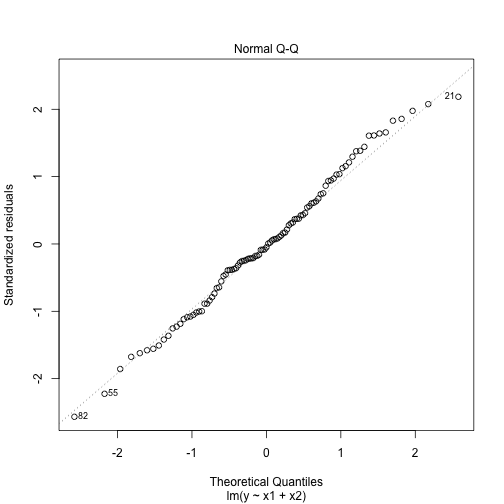 Normal Q-Q
Standardized residuals
2
1
0
-1
-2
21
55
82
-2 -1 0 1 2
Theoretical Quantiles
lm(y ~ x1 + x2)